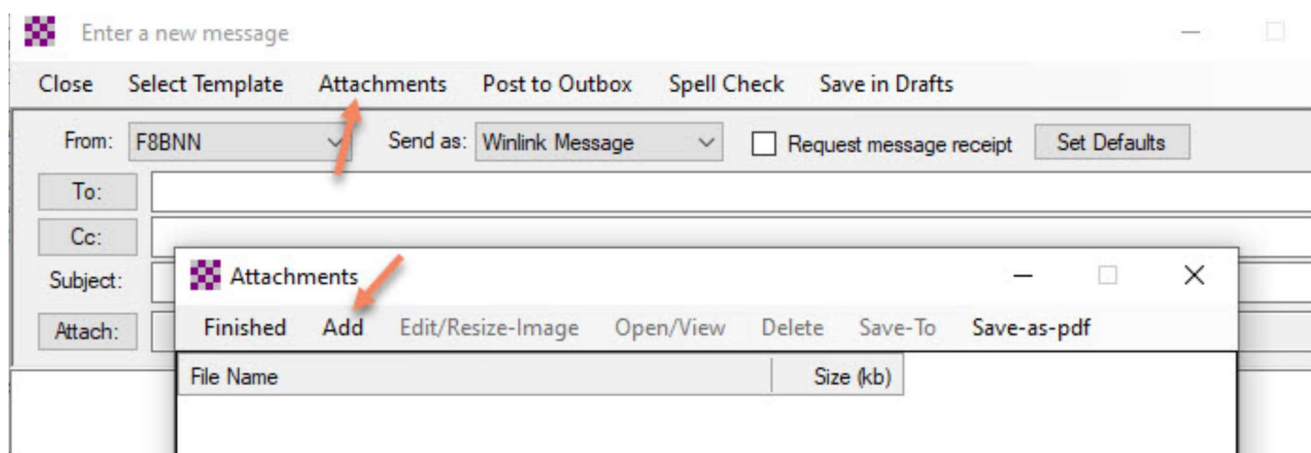 Enter a new message
Close Select Template Attachments Post to Outbox Spell Check Save in Drafts
From: F8BNN Send as: Winlink Message Request message receipt Set Defaults
To:
Cc:
Subject:
Attach:
Attachments
Finished Add Edit/Resize-Image Open/View Delete Save-To Save-as-pdf
File Name Size (kb)